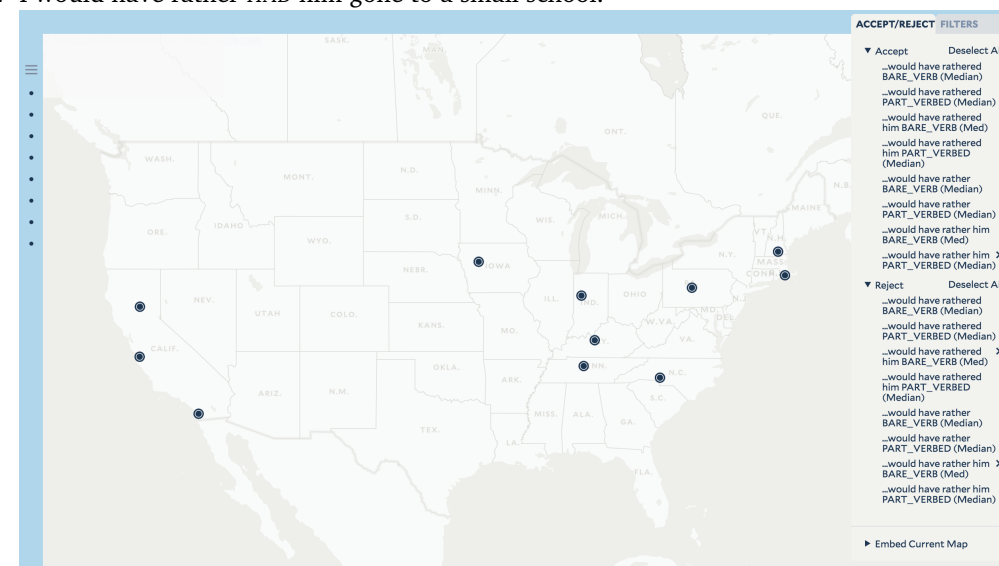 I would have rather HAD him gone to a small school.
ACCEPT/REJECT FILTERS
▼ Accept Deselect Al
...would have rathered
BARE_VERB (Median)
...would have rathered
PART_VERBED (Median)
...would have rathered
him BARE_VERB (Med)
...would have rathered
him PART_VERBED
(Median)
...would have rather
BARE_VERB (Median)
...would have rather
PART_VERBED (Median)
...would have rather him
BARE_VERB (Med)
...would have rather him ×
PART_VERBED (Median)
▼ Reject Deselect Al
...would have rathered
BARE_VERB (Median)
...would have rathered
PART_VERBED (Median)
...would have rathered ×
him BARE_VERB (Med)
...would have rathered
him PART_VERBED
(Median)
...would have rather
BARE_VERB (Median)
...would have rather
PART_VERBED (Median)
...would have rather him ×
BARE_VERB (Med)
...would have rather him
PART_VERBED (Median)
▶ Embed Current Map
SASK.
MAN.
ONT.
QUE.
N.B.
WASH.
MONT.
N.D.
MINN.
MAINE
ORE.
IDAHO
WYO.
S.D.
WIS.
MICH.
VT.
N.H.
N.Y.
MASS.
CONN.
NEV.
UTAH
COLO.
NEBR.
IOWA
ILL.
IND.
OHIO
N.J.
MD.
DEL.
CALIF.
KANS.
MO.
W.VA.
VA.
ARIZ.
N.M.
OKLA.
ARK.
N.C.
S.C.
TEX.
LA.
MISS.
ALA.
GA.
FLA.